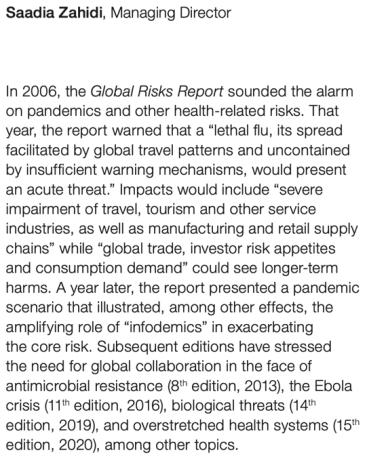 Saadia Zahidi, Managing Director
In 2006, the Global Risks Report sounded the alarm
on pandemics and other health-related risks. That
year, the report warned that a “lethal flu, its spread
facilitated by global travel patterns and uncontained
by insufficient warning mechanisms, would present
an acute threat.” Impacts would include “severe
impairment of travel, tourism and other service
industries, as well as manufacturing and retail supply
chains” while “global trade, investor risk appetites
and consumption demand” could see longer-term
harms. A year later, the report presented a pandemic
scenario that illustrated, among other effects, the
amplifying role of “infodemics” in exacerbating
the core risk. Subsequent editions have stressed
the need for global collaboration in the face of
antimicrobial resistance (8th edition, 2013), the Ebola
crisis (11th edition, 2016), biological threats (14th
edition, 2019), and overstretched health systems (15th
edition, 2020), among other topics.